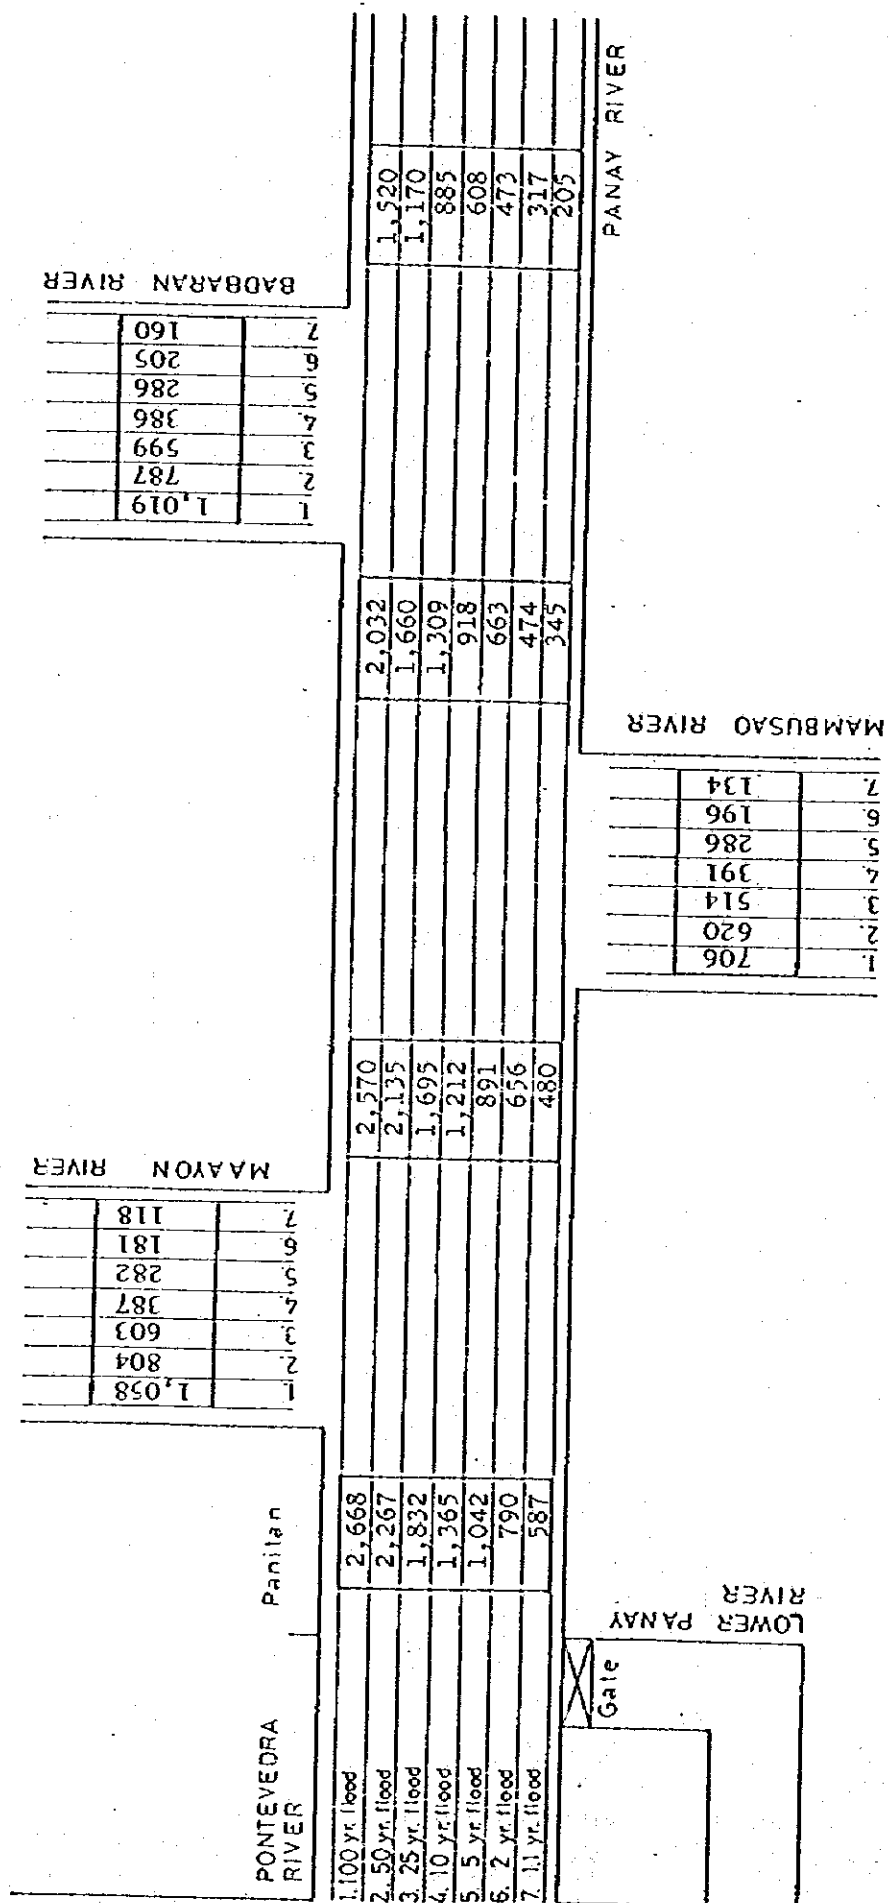 PONTEVEDRA
RIVER
Panitan
1. 100 yr. flood
2. 50 yr. flood
3. 25 yr. flood
4. 10 yr. flood
5. 5 yr. flood
6. 2 yr. flood
7. 1.1 yr. flood
2,668
2,267
1,832
1,365
1,042
790
587
Gate
LOWER PANAY
RIVER
MAAYON RIVER
1. 1,058
2. 804
3. 603
4. 387
5. 282
6. 181
7. 118
2,570
2,135
1,695
1,212
891
656
480
MAMBUSAO RIVER
1. 706
2. 620
3. 514
4. 391
5. 286
6. 196
7. 134
2,032
1,660
1,309
918
663
474
345
BADBARAN RIVER
1. 1,019
2. 787
3. 599
4. 386
5. 286
6. 205
7. 160
1,520
1,170
885
608
473
317
205
PANAY RIVER